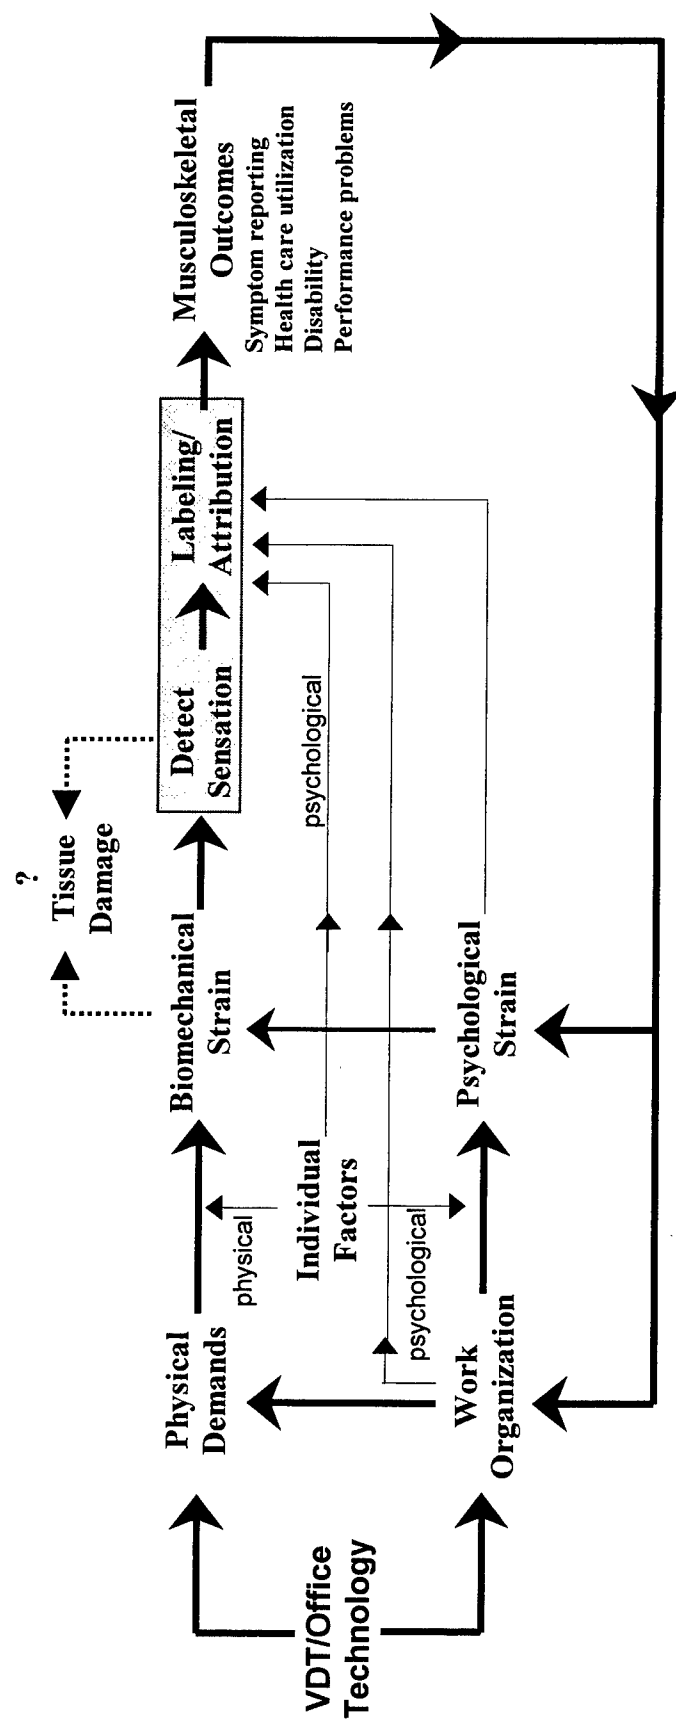 VDT/Office
Technology
Physical
Demands
Work
Organization
physical
Individual
Factors
psychological
Biomechanical
Strain
Psychological
Strain
?
Tissue
Damage
psychological
Detect
Sensation
Labeling/
Attribution
Musculoskeletal
Outcomes
Symptom reporting
Health care utilization
Disability
Performance problems